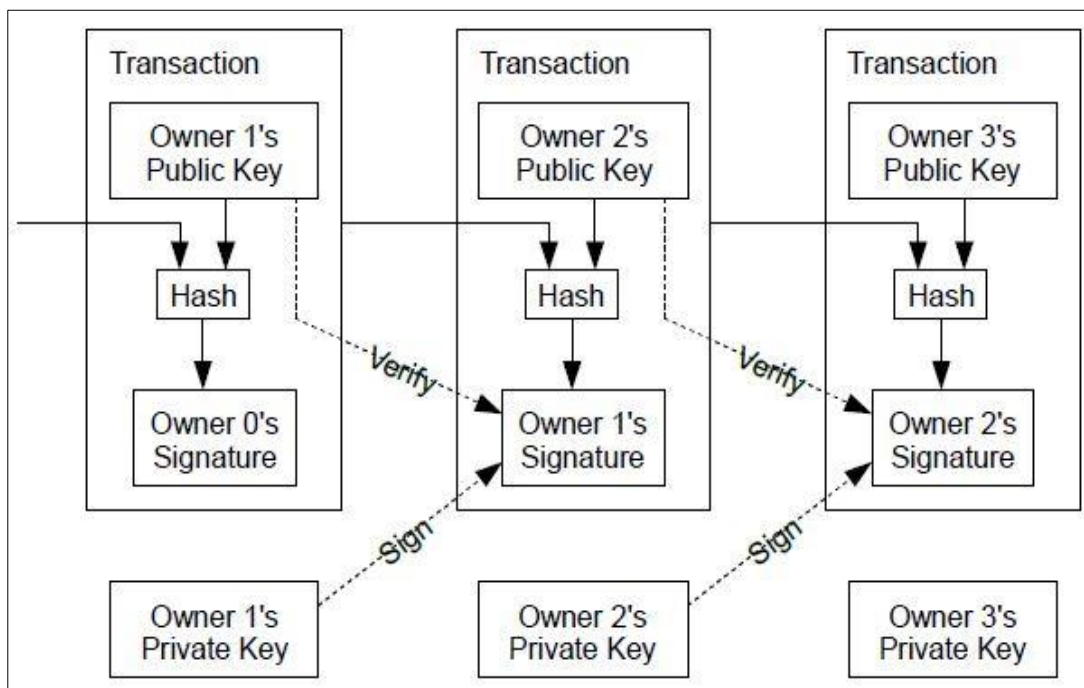 Transaction
Owner 1's
Public Key
Hash
Owner 0's
Signature
Transaction
Owner 2's
Public Key
Hash
Verify
Owner 1's
Signature
Transaction
Owner 3's
Public Key
Hash
Verify
Owner 2's
Signature
Sign
Sign
Owner 1's
Private Key
Owner 2's
Private Key
Owner 3's
Private Key